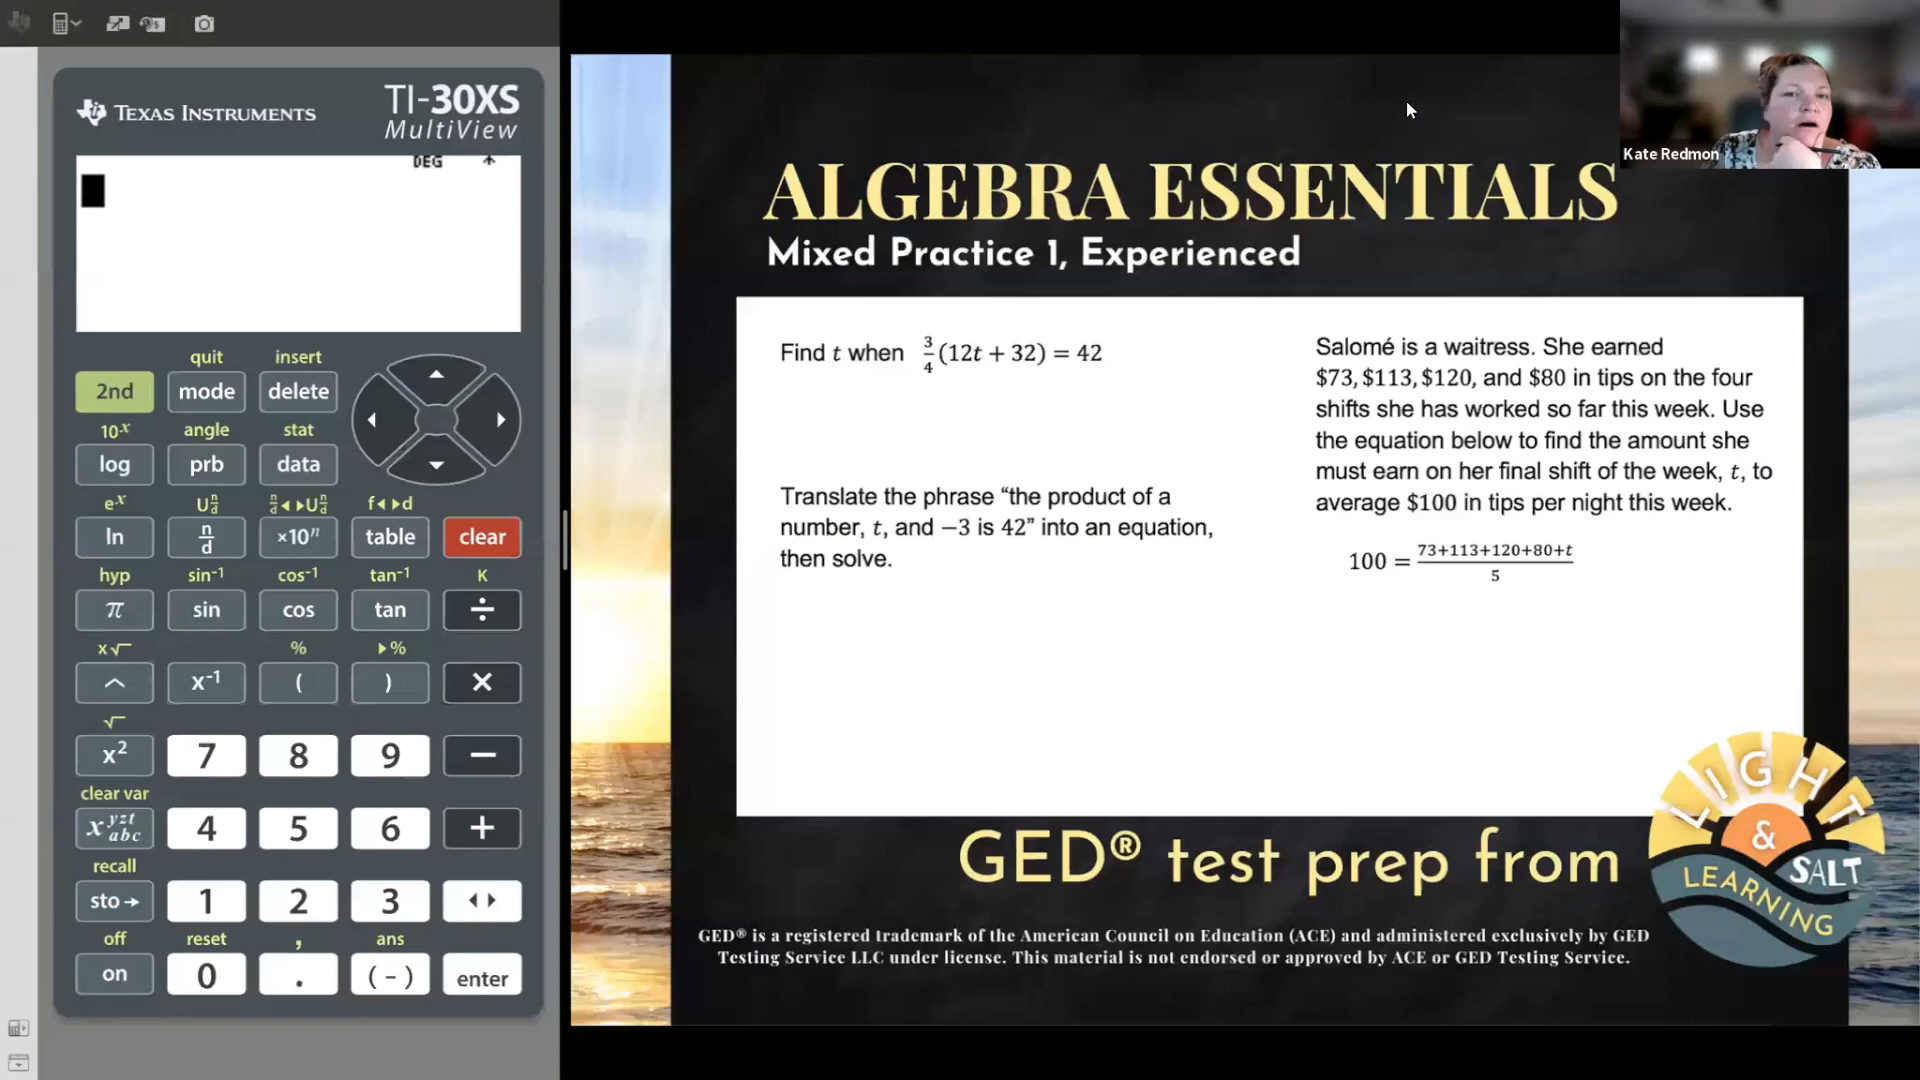 TEXAS INSTRUMENTS
TI-30XS
MultiView
DEG
quit insert
2nd mode delete
10ˣ angle stat
log prb data
eˣ U n/d n/d ◂ ▸ U n/d f ◂ ▸ d
ln n/d ×10ⁿ table clear
hyp sin⁻¹ cos⁻¹ tan⁻¹ K
π sin cos tan ÷
x√ % ▸%
^ x⁻¹ ( ) ×
√
x² 7 8 9 −
clear var
x yzt abc 4 5 6 +
recall
sto→ 1 2 3 ◂ ▸
off reset , ans
on 0 . (-) enter
Kate Redmon
ALGEBRA ESSENTIALS
Mixed Practice 1, Experienced
Find t when 3/4(12t + 32) = 42
Translate the phrase “the product of a
number, t, and −3 is 42” into an equation,
then solve.
Salomé is a waitress. She earned
$73, $113, $120, and $80 in tips on the four
shifts she has worked so far this week. Use
the equation below to find the amount she
must earn on her final shift of the week, t, to
average $100 in tips per night this week.
100 = 73+113+120+80+t / 5
GED® test prep from
LIGHT
& SALT
LEARNING
GED® is a registered trademark of the American Council on Education (ACE) and administered exclusively by GED
Testing Service LLC under license. This material is not endorsed or approved by ACE or GED Testing Service.